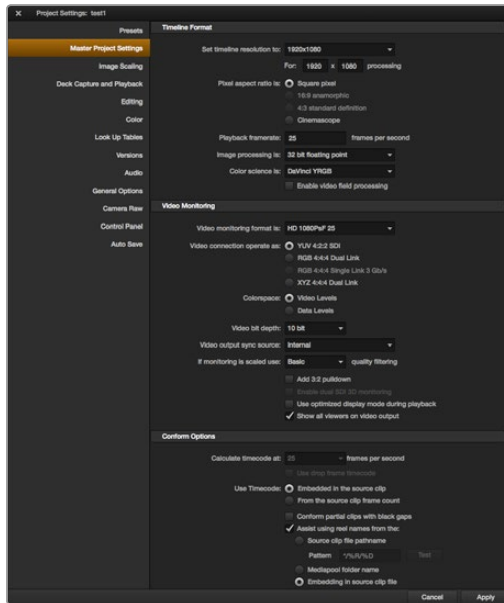 Project Settings: test1
Presets
Master Project Settings
Image Scaling
Deck Capture and Playback
Editing
Color
Look Up Tables
Versions
Audio
General Options
Camera Raw
Control Panel
Auto Save
Timeline Format
Set timeline resolution to: 1920x1080
For: 1920 x 1080 processing
Pixel aspect ratio is: Square pixel
16:9 anamorphic
4:3 standard definition
Cinemascope
Playback framerate: 25 frames per second
Image processing is: 32 bit floating point
Color science is: DaVinci YRGB
Enable video field processing
Video Monitoring
Video monitoring format is: HD 1080PsF 25
Video connection operate as: YUV 4:2:2 SDI
RGB 4:4:4 Dual Link
RGB 4:4:4 Single Link 3 Gb/s
XYZ 4:4:4 Dual Link
Colorspace: Video Levels
Data Levels
Video bit depth: 10 bit
Video output sync source: Internal
If monitoring is scaled use: Basic quality filtering
Add 3:2 pulldown
Enable dual SDI 3D monitoring
Use optimized display mode during playback
Show all viewers on video output
Conform Options
Calculate timecode at: 25 frames per second
Use drop frame timecode
Use Timecode: Embedded in the source clip
From the source clip frame count
Conform partial clips with black gaps
Assist using reel names from the:
Source clip file pathname
Pattern */%R/%D Test
Mediapool folder name
Embedding in source clip file
Cancel Apply